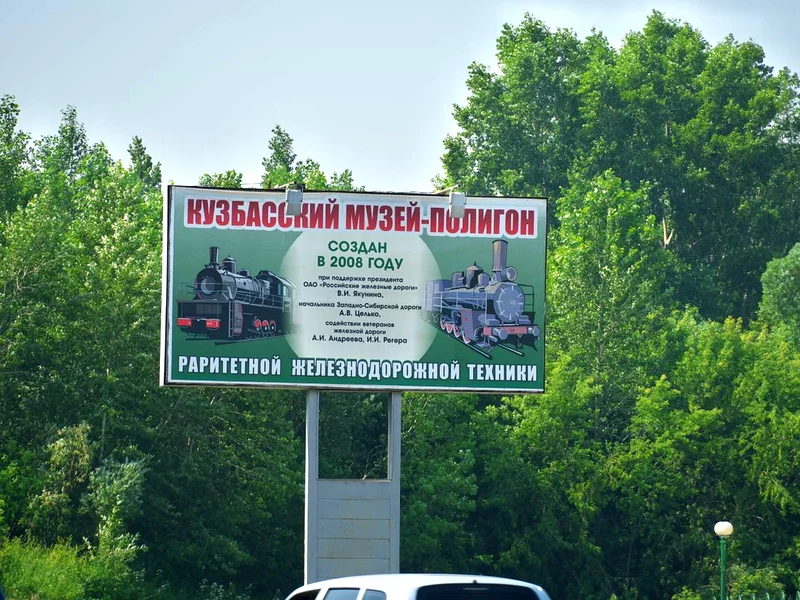 КУЗБАССКИЙ МУЗЕЙ-ПОЛИГОН
СОЗДАН
В 2008 ГОДУ
при поддержке президента
ОАО «Российские железные дороги»
В.И. Якунина,
начальника Западно-Сибирской дороги
А.В. Целько,
содействии ветеранов
железной дороги
А.И. Андреева, И.И. Регера
РАРИТЕТНОЙ ЖЕЛЕЗНОДОРОЖНОЙ ТЕХНИКИ